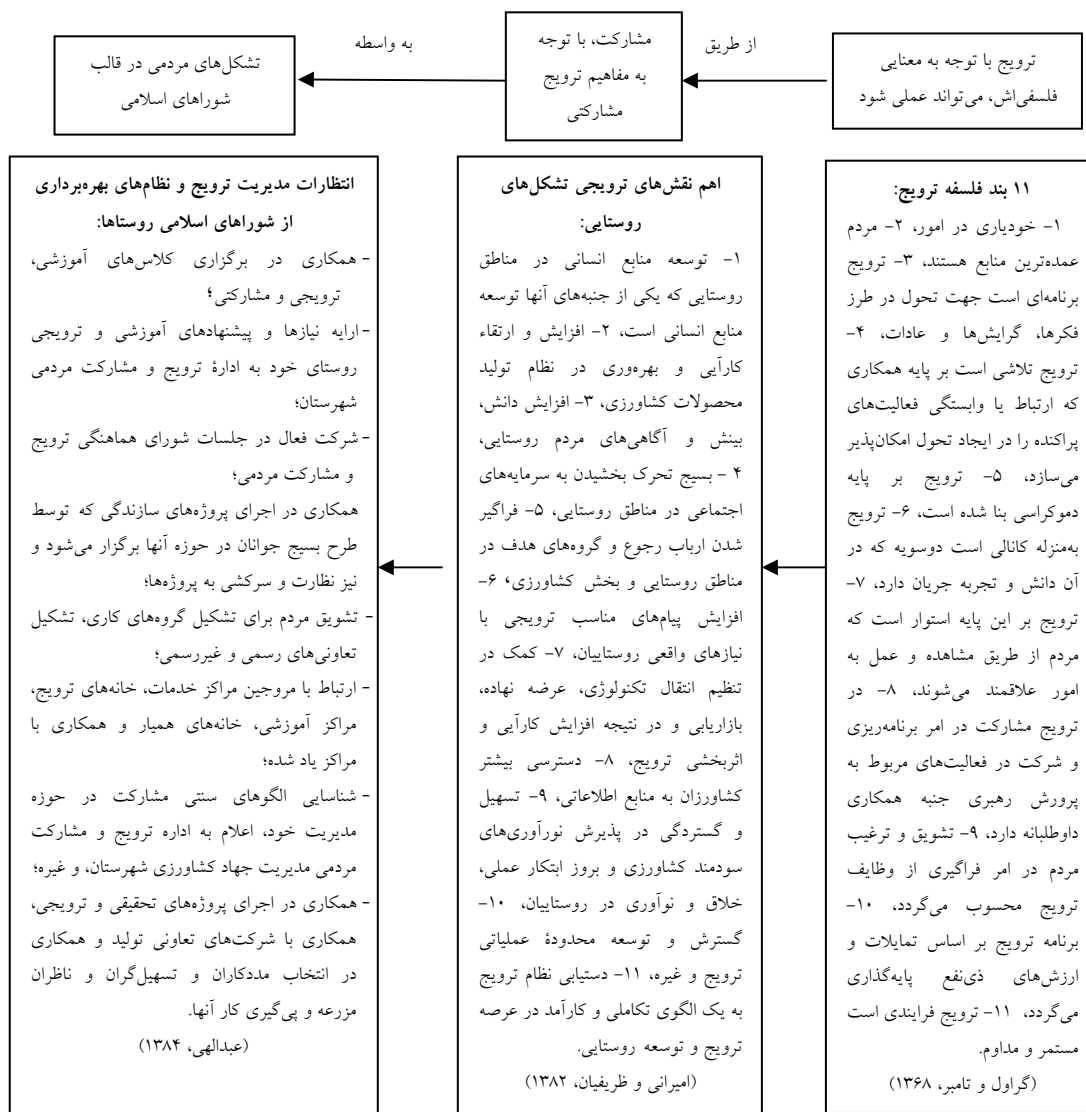 ترویج با توجه به معنایی
فلسفی‌اش، می‌تواند عملی شود
از طریق
مشارکت، با توجه
به مفاهیم ترویج
مشارکتی
به واسطه
تشکل‌های مردمی در قالب
شوراهای اسلامی
۱۱ بند فلسفه ترویج:
۱- خودیاری در امور، ۲- مردم
عمده‌ترین منابع هستند، ۳- ترویج
برنامه‌ای است جهت تحول در طرز
فکرها، گرایش‌ها و عادات، ۴-
ترویج تلاشی است بر پایه همکاری
که ارتباط یا وابستگی فعالیت‌های
پراکنده را در ایجاد تحول امکان‌پذیر
می‌سازد، ۵- ترویج بر پایه
دموکراسی بنا شده است، ۶- ترویج
به‌منزله کانالی است دوسویه که در
آن دانش و تجربه جریان دارد، ۷-
ترویج بر این پایه استوار است که
مردم از طریق مشاهده و عمل به
امور علاقمند می‌شوند، ۸- در
ترویج مشارکت در امر برنامه‌ریزی
و شرکت در فعالیت‌های مربوط به
پرورش رهبری جنبه همکاری
داوطلبانه دارد، ۹- تشویق و ترغیب
مردم در امر فراگیری از وظایف
ترویج محسوب می‌گردد، ۱۰-
برنامه ترویج بر اساس تمایلات و
ارزش‌های ذی‌نفع پایه‌گذاری
می‌گردد، ۱۱- ترویج فرایندی است
مستمر و مداوم.
(گراول و تامبر، ۱۳۶۸)
اهم نقش‌های ترویجی تشکل‌های
روستایی:
۱- توسعه منابع انسانی در مناطق
روستایی که یکی از جنبه‌های آنها توسعه
منابع انسانی است، ۲- افزایش و ارتقاء
کارآیی و بهره‌وری در نظام تولید
محصولات کشاورزی، ۳- افزایش دانش،
بینش و آگاهی‌های مردم روستایی،
۴ - بسیج تحرک بخشیدن به سرمایه‌های
اجتماعی در مناطق روستایی، ۵- فراگیر
شدن ارباب رجوع و گروه‌های هدف در
مناطق روستایی و بخش کشاورزی، ۶-
افزایش پیام‌های مناسب ترویجی با
نیازهای واقعی روستاییان، ۷- کمک در
تنظیم انتقال تکنولوژی، عرضه نهاده،
بازاریابی و در نتیجه افزایش کارآیی و
اثربخشی ترویج، ۸- دسترسی بیشتر
کشاورزان به منابع اطلاعاتی، ۹- تسهیل
و گستردگی در پذیرش نورآوری‌های
سودمند کشاورزی و بروز ابتکار عملی،
خلاق و نوآوری در روستاییان، ۱۰-
گسترش و توسعه محدودهٔ عملیاتی
ترویج و غیره، ۱۱- دستیابی نظام ترویج
به یک الگوی تکاملی و کارآمد در عرصه
ترویج و توسعه روستایی.
(امیرانی و ظریفیان، ۱۳۸۲)
انتظارات مدیریت ترویج و نظام‌های بهره‌برداری
از شوراهای اسلامی روستاها:
- همکاری در برگزاری کلاس‌های آموزشی،
ترویجی و مشارکتی؛
- ارایه نیازها و پیشنهادهای آموزشی و ترویجی
روستای خود به ادارهٔ ترویج و مشارکت مردمی
شهرستان؛
- شرکت فعال در جلسات شورای هماهنگی ترویج
و مشارکت مردمی؛
همکاری در اجرای پروژه‌های سازندگی که توسط
طرح بسیج جوانان در حوزه آنها برگزار می‌شود و
نیز نظارت و سرکشی به پروژه‌ها؛
- تشویق مردم برای تشکیل گروه‌های کاری، تشکیل
تعاونی‌های رسمی و غیررسمی؛
- ارتباط با مروجین مراکز خدمات، خانه‌های ترویج،
مراکز آموزشی، خانه‌های همیار و همکاری با
مراکز یاد شده؛
- شناسایی الگوهای سنتی مشارکت در حوزه
مدیریت خود، اعلام به اداره ترویج و مشارکت
مردمی مدیریت جهاد کشاورزی شهرستان، و غیره؛
- همکاری در اجرای پروژه‌های تحقیقی و ترویجی،
همکاری با شرکت‌های تعاونی تولید و همکاری
در انتخاب مددکاران و تسهیل‌گران و ناظران
مزرعه و پی‌گیری کار آنها.
(عبدالهی، ۱۳۸۴)